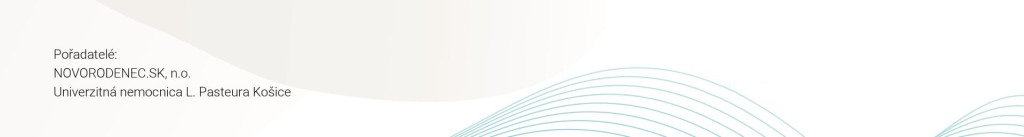 Pořadatelé:
NOVORODENEC.SK, n.o.
Univerzitná nemocnica L. Pasteura Košice